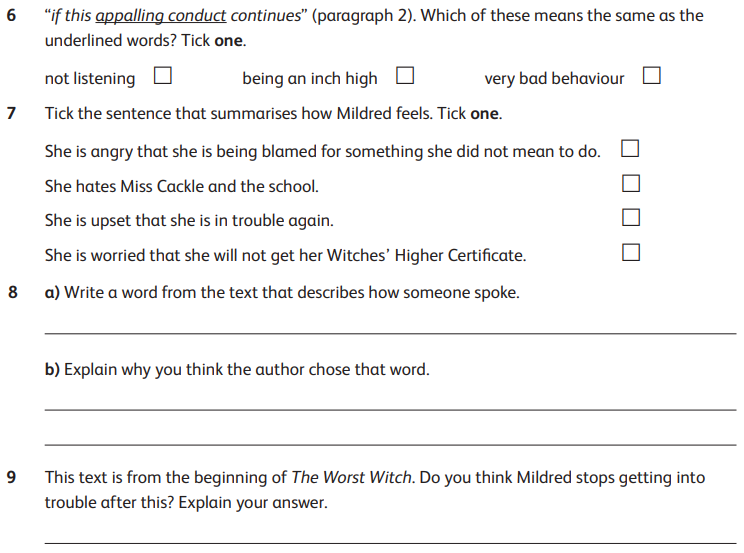 6 “if this appalling conduct continues” (paragraph 2). Which of these means the same as the
underlined words? Tick one.
not listening ☐ being an inch high ☐ very bad behaviour ☐
7 Tick the sentence that summarises how Mildred feels. Tick one.
She is angry that she is being blamed for something she did not mean to do. ☐
She hates Miss Cackle and the school. ☐
She is upset that she is in trouble again. ☐
She is worried that she will not get her Witches’ Higher Certificate. ☐
8 a) Write a word from the text that describes how someone spoke.
b) Explain why you think the author chose that word.
9 This text is from the beginning of The Worst Witch. Do you think Mildred stops getting into
trouble after this? Explain your answer.